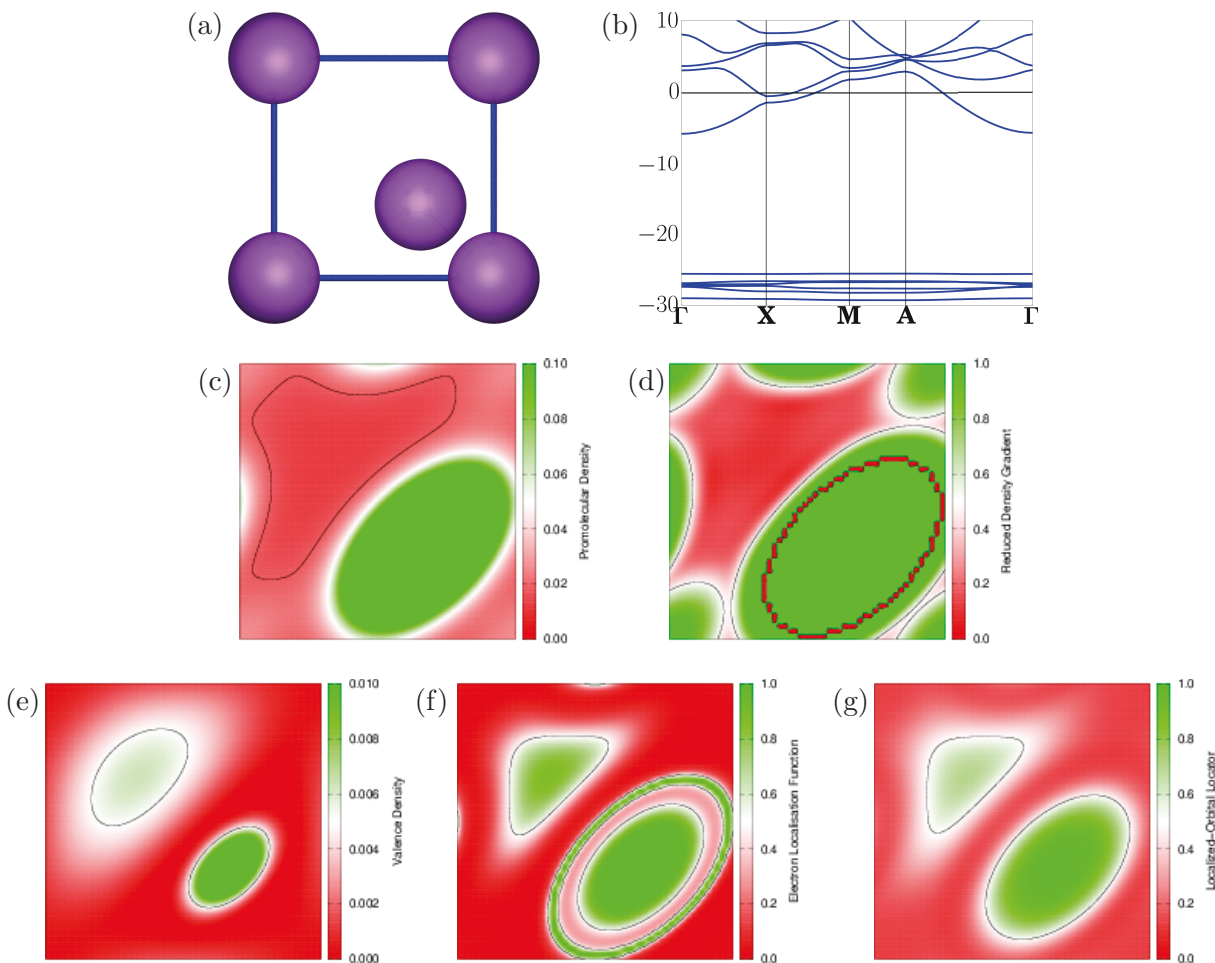 (a)
(b)
10
0
−10
−20
−30
Γ X M A Γ
(c)
0.10
0.08
0.06
0.04
0.02
0.00
Promolecular Density
(d)
1.0
0.8
0.6
0.4
0.2
0.0
Reduced Density Gradient
(e)
0.010
0.008
0.006
0.004
0.002
0.000
Valence Density
(f)
1.0
0.8
0.6
0.4
0.2
0.0
Electron Localisation Function
(g)
1.0
0.8
0.6
0.4
0.2
0.0
Localized-Orbital Locator